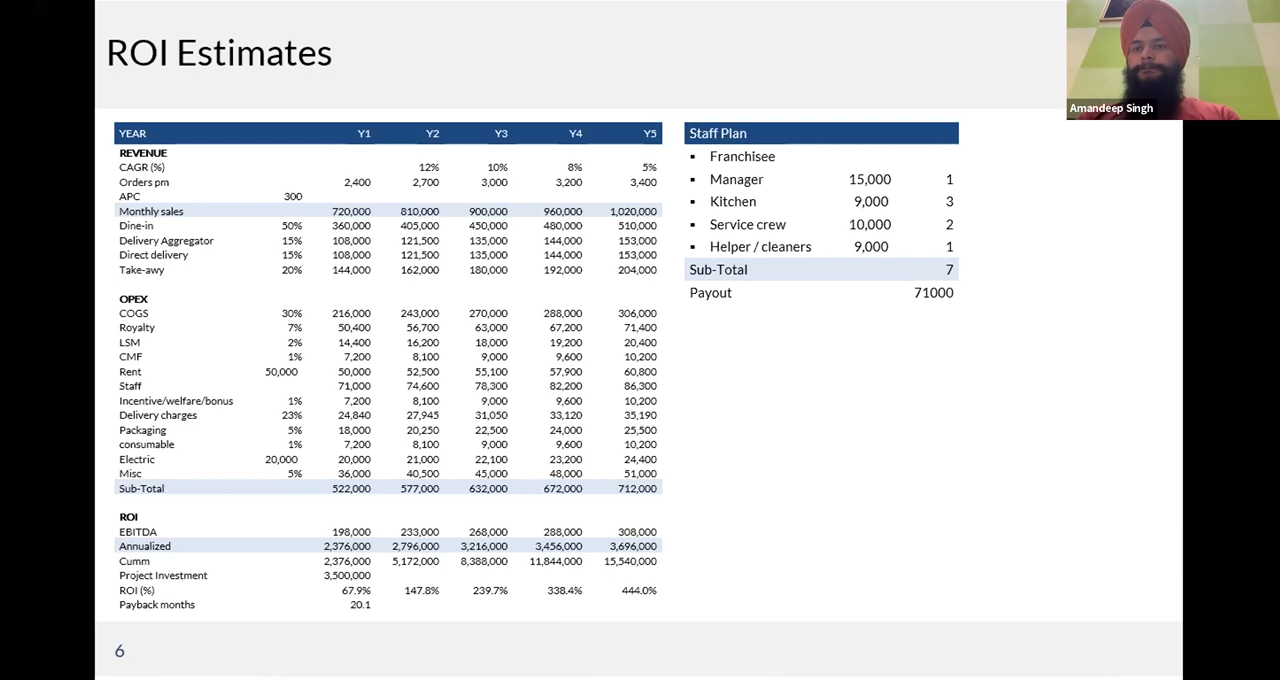 ROI Estimates
Amandeep Singh
YEAR Y1 Y2 Y3 Y4 Y5
REVENUE
CAGR (%) 12% 10% 8% 5%
Orders pm 2,400 2,700 3,000 3,200 3,400
APC 300
Monthly sales 720,000 810,000 900,000 960,000 1,020,000
Dine-in 50% 360,000 405,000 450,000 480,000 510,000
Delivery Aggregator 15% 108,000 121,500 135,000 144,000 153,000
Direct delivery 15% 108,000 121,500 135,000 144,000 153,000
Take-awy 20% 144,000 162,000 180,000 192,000 204,000
OPEX
COGS 30% 216,000 243,000 270,000 288,000 306,000
Royalty 7% 50,400 56,700 63,000 67,200 71,400
LSM 2% 14,400 16,200 18,000 19,200 20,400
CMF 1% 7,200 8,100 9,000 9,600 10,200
Rent 50,000 50,000 52,500 55,100 57,900 60,800
Staff 71,000 74,600 78,300 82,200 86,300
Incentive/welfare/bonus 1% 7,200 8,100 9,000 9,600 10,200
Delivery charges 23% 24,840 27,945 31,050 33,120 35,190
Packaging 5% 18,000 20,250 22,500 24,000 25,500
consumable 1% 7,200 8,100 9,000 9,600 10,200
Electric 20,000 20,000 21,000 22,100 23,200 24,400
Misc 5% 36,000 40,500 45,000 48,000 51,000
Sub-Total 522,000 577,000 632,000 672,000 712,000
ROI
EBITDA 198,000 233,000 268,000 288,000 308,000
Annualized 2,376,000 2,796,000 3,216,000 3,456,000 3,696,000
Cumm 2,376,000 5,172,000 8,388,000 11,844,000 15,540,000
Project Investment 3,500,000
ROI (%) 67.9% 147.8% 239.7% 338.4% 444.0%
Payback months 20.1
Staff Plan
▪ Franchisee
▪ Manager 15,000 1
▪ Kitchen 9,000 3
▪ Service crew 10,000 2
▪ Helper / cleaners 9,000 1
Sub-Total 7
Payout 71000
6